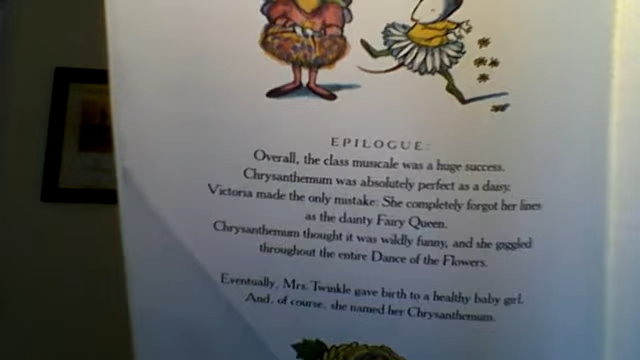 EPILOGUE:
Overall, the class musicale was a huge success.
Chrysanthemum was absolutely perfect as a daisy.
Victoria made the only mistake: She completely forgot her lines
as the dainty Fairy Queen.
Chrysanthemum thought it was wildly funny, and she giggled
throughout the entire Dance of the Flowers.
Eventually, Mrs. Twinkle gave birth to a healthy baby girl.
And, of course, she named her Chrysanthemum.